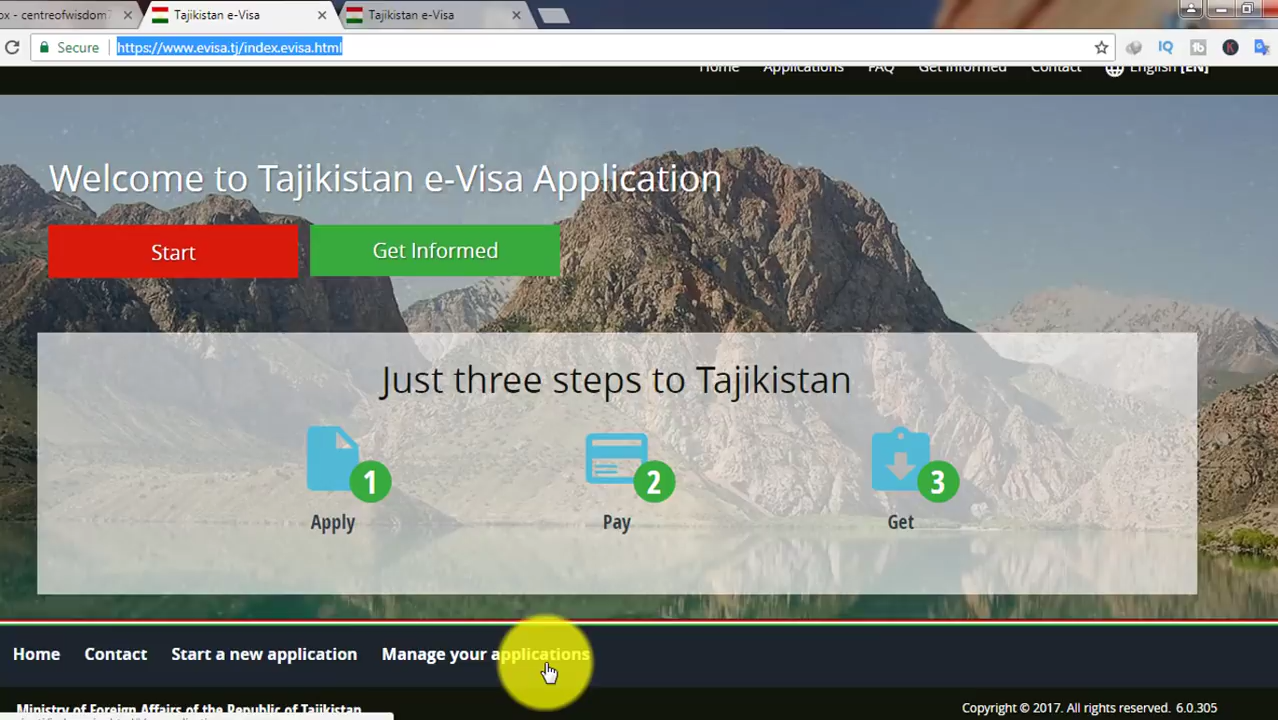 ox - centreofwisdom
Tajikistan e-Visa
Tajikistan e-Visa
Secure
https://www.evisa.tj/index.evisa.html
IQ
Home Applications FAQ Get Informed Contact English [EN]
Welcome to Tajikistan e-Visa Application
Start
Get Informed
Just three steps to Tajikistan
1
2
3
Apply
Pay
Get
Home Contact Start a new application Manage your applications
Ministry of Foreign Affairs of the Republic of Tajikistan
Copyright © 2017. All rights reserved. 6.0.305